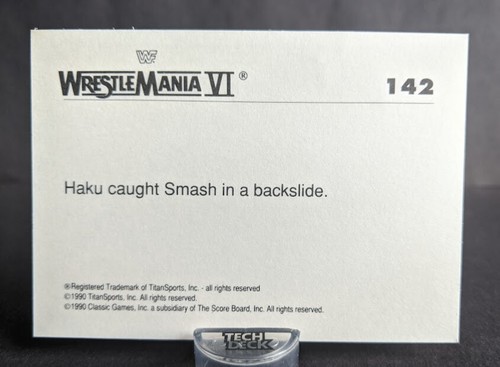 WF
WRESTLEMANIA VI ®
142
Haku caught Smash in a backslide.
®Registered Trademark of TitanSports, Inc. - all rights reserved
©1990 TitanSports, Inc. All rights reserved.
©1990 Classic Games, Inc. a subsidiary of The Score Board, Inc. All rights reserved.
TECH
DECK